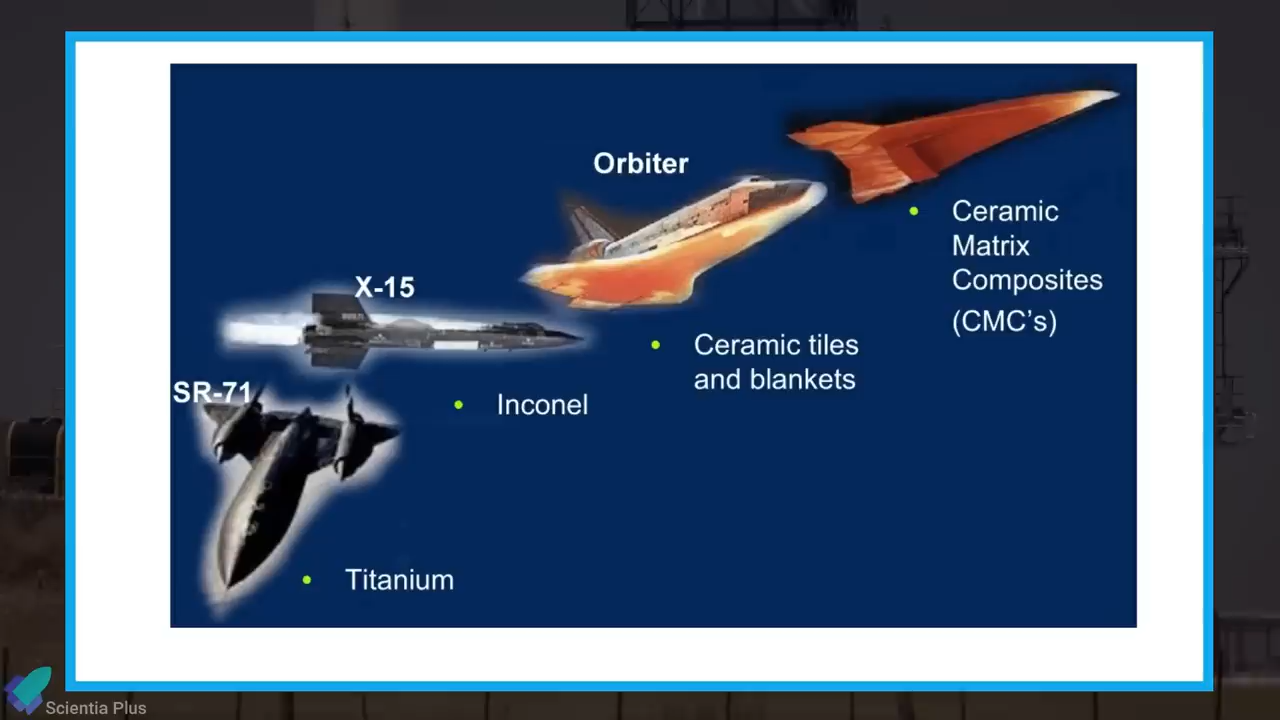 Orbiter
• Ceramic
Matrix
Composites
(CMC's)
X-15
• Ceramic tiles
and blankets
SR-71
• Inconel
• Titanium
Scientia Plus